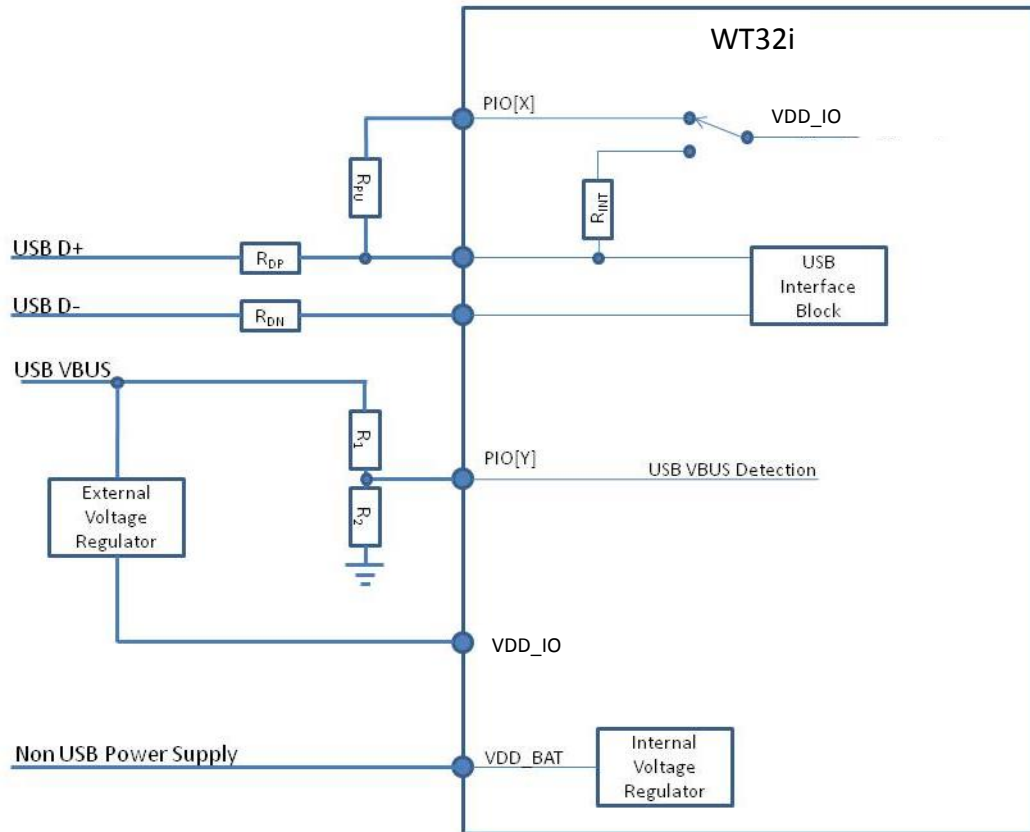 WT32i
PIO[X]
VDD_IO
RPU
RINT
USB D+
RDP
USB
Interface
Block
USB D-
RDN
USB VBUS
R1
PIO[Y]
USB VBUS Detection
External
Voltage
Regulator
R2
VDD_IO
Non USB Power Supply
VDD_BAT
Internal
Voltage
Regulator